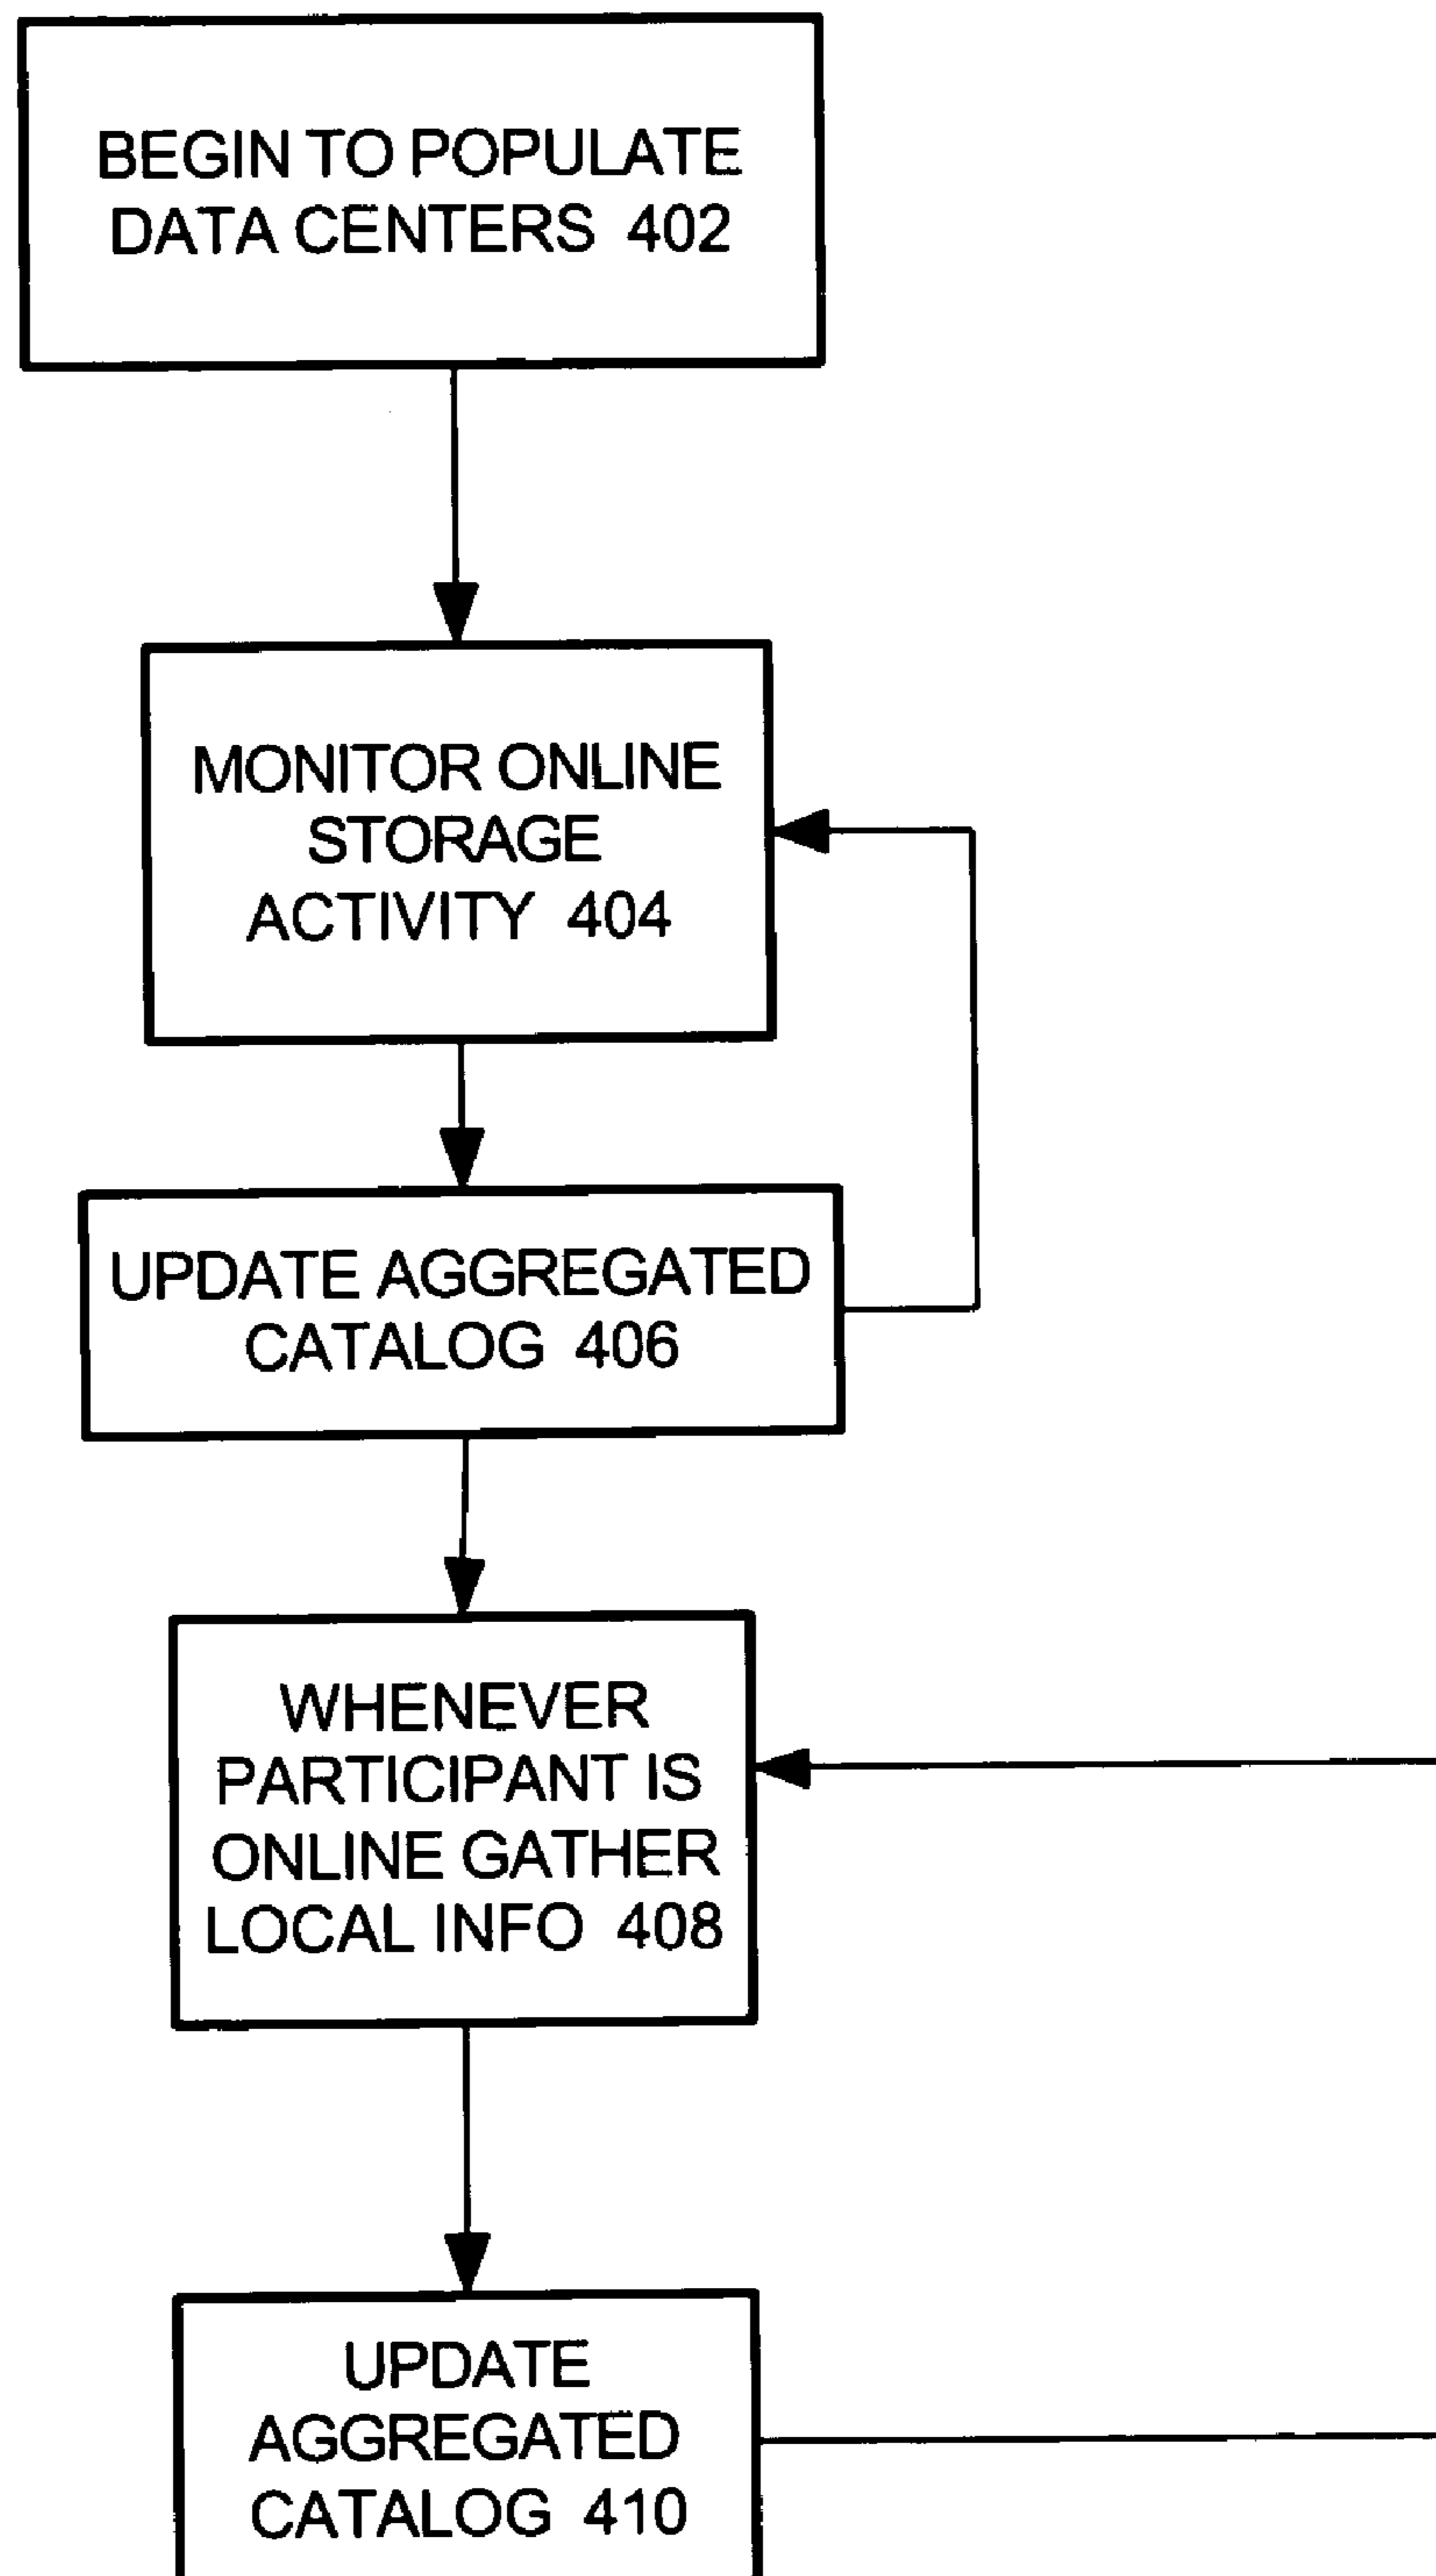 BEGIN TO POPULATE
DATA CENTERS 402
MONITOR ONLINE
STORAGE
ACTIVITY 404
UPDATE AGGREGATED
CATALOG 406
WHENEVER
PARTICIPANT IS
ONLINE GATHER
LOCAL INFO 408
UPDATE
AGGREGATED
CATALOG 410